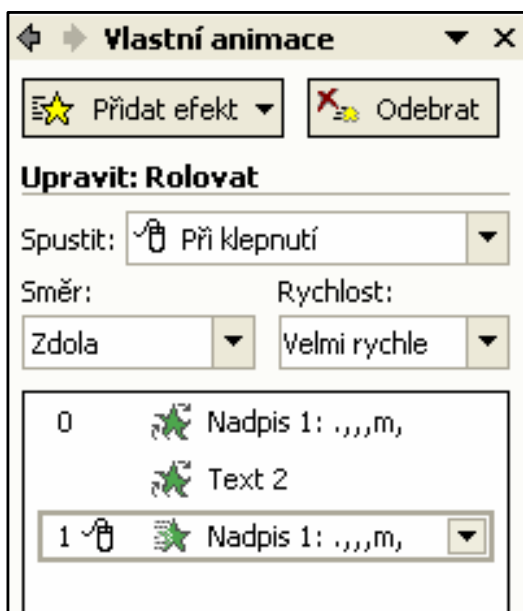 Vlastní animace
Přidat efekt Odebrat
Upravit: Rolovat
Spustit: Při klepnutí
Směr: Rychlost:
Zdola Velmi rychle
0 Nadpis 1: .,,,m,
Text 2
1 Nadpis 1: .,,,m,